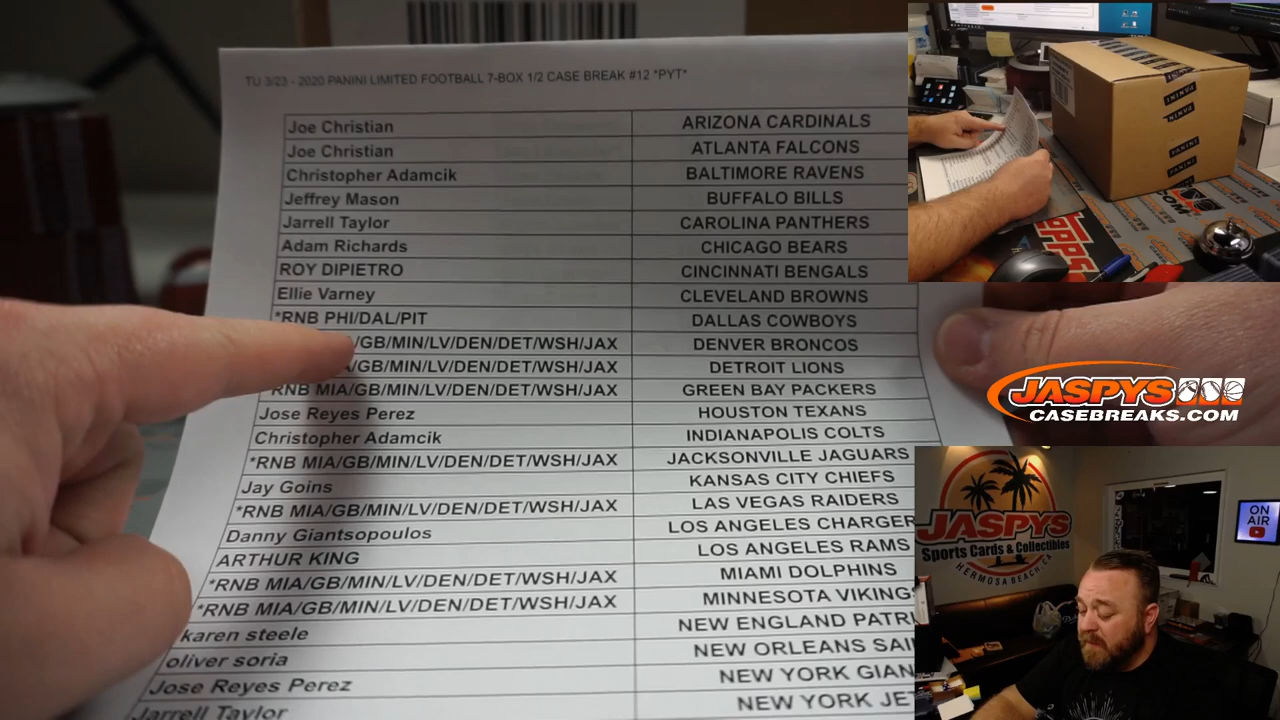 TU 3/23 - 2020 PANINI LIMITED FOOTBALL 7-BOX 1/2 CASE BREAK #12 *PYT*
Joe Christian ARIZONA CARDINALS
Joe Christian ATLANTA FALCONS
Christopher Adamcik BALTIMORE RAVENS
Jeffrey Mason BUFFALO BILLS
Jarrell Taylor CAROLINA PANTHERS
Adam Richards CHICAGO BEARS
ROY DIPIETRO CINCINNATI BENGALS
Ellie Varney CLEVELAND BROWNS
*RNB PHI/DAL/PIT DALLAS COWBOYS
/GB/MIN/LV/DEN/DET/WSH/JAX DENVER BRONCOS
/GB/MIN/LV/DEN/DET/WSH/JAX DETROIT LIONS
RNB MIA/GB/MIN/LV/DEN/DET/WSH/JAX GREEN BAY PACKERS
Jose Reyes Perez HOUSTON TEXANS
Christopher Adamcik INDIANAPOLIS COLTS
*RNB MIA/GB/MIN/LV/DEN/DET/WSH/JAX JACKSONVILLE JAGUARS
Jay Goins KANSAS CITY CHIEFS
*RNB MIA/GB/MIN/LV/DEN/DET/WSH/JAX LAS VEGAS RAIDERS
Danny Giantsopoulos LOS ANGELES CHARGER
ARTHUR KING LOS ANGELES RAMS
*RNB MIA/GB/MIN/LV/DEN/DET/WSH/JAX MIAMI DOLPHINS
*RNB MIA/GB/MIN/LV/DEN/DET/WSH/JAX MINNESOTA VIKING
karen steele NEW ENGLAND PATRI
oliver soria NEW ORLEANS SAI
Jose Reyes Perez NEW YORK GIAN
Jarrell Taylor NEW YORK JE
PANINI
PANINI
PANINI
PANINI
topps
JASPYS
CASEBREAKS.COM
JASPYS
Sports Cards & Collectibles
HERMOSA BEACH, CA
ON
AIR